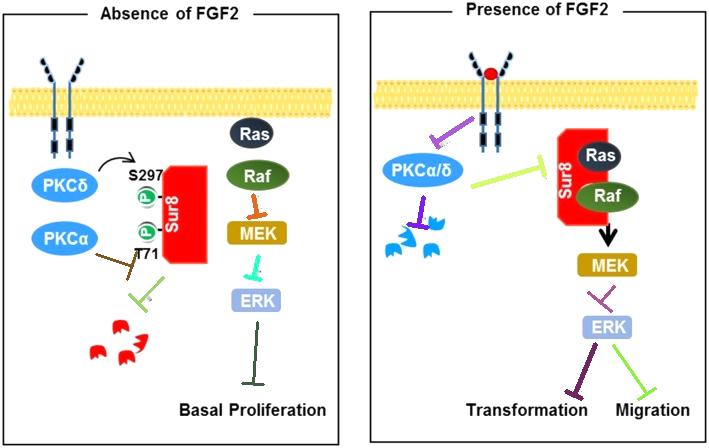 Absence of FGF2
Presence of FGF2
PKCδ
PKCα
S297
P
P
T71
Sur8
Ras
Raf
MEK
ERK
Basal Proliferation
PKCα/δ
Sur8
Ras
Raf
MEK
ERK
Transformation
Migration